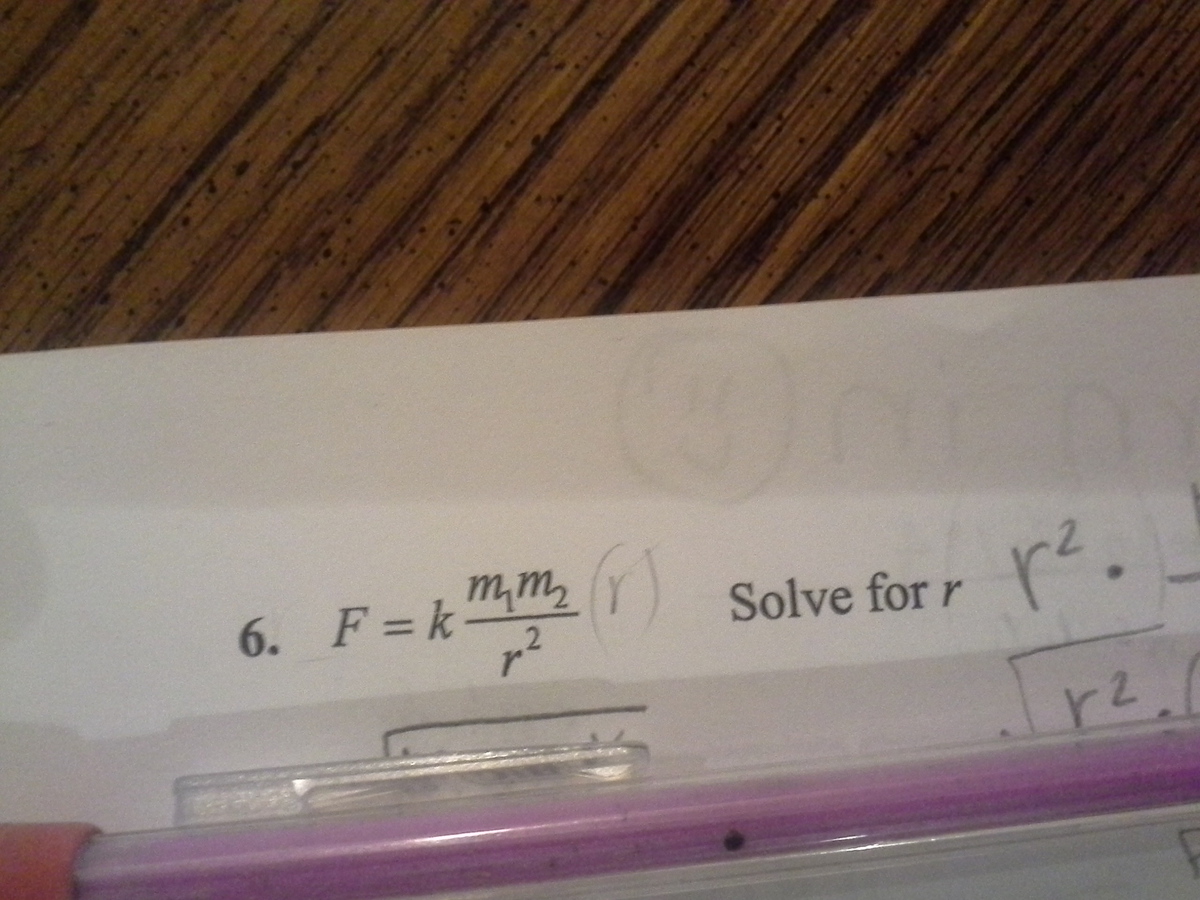 6. F = k m₁m₂ / r² (r) Solve for r r² ·
r² ·